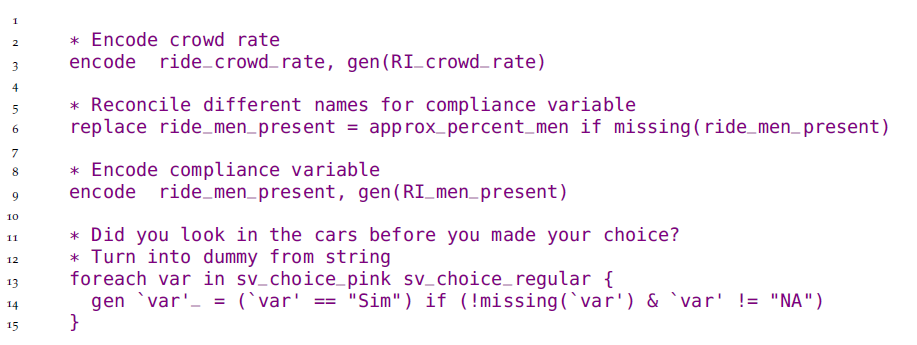 1
2 * Encode crowd rate
3 encode  ride_crowd_rate, gen(RI_crowd_rate)
4
5 * Reconcile different names for compliance variable
6 replace ride_men_present = approx_percent_men if missing(ride_men_present)
7
8 * Encode compliance variable
9 encode  ride_men_present, gen(RI_men_present)
10
11 * Did you look in the cars before you made your choice?
12 * Turn into dummy from string
13 foreach var in sv_choice_pink sv_choice_regular {
14   gen `var'_ = (`var' == "Sim") if (!missing(`var') & `var' != "NA")
15 }